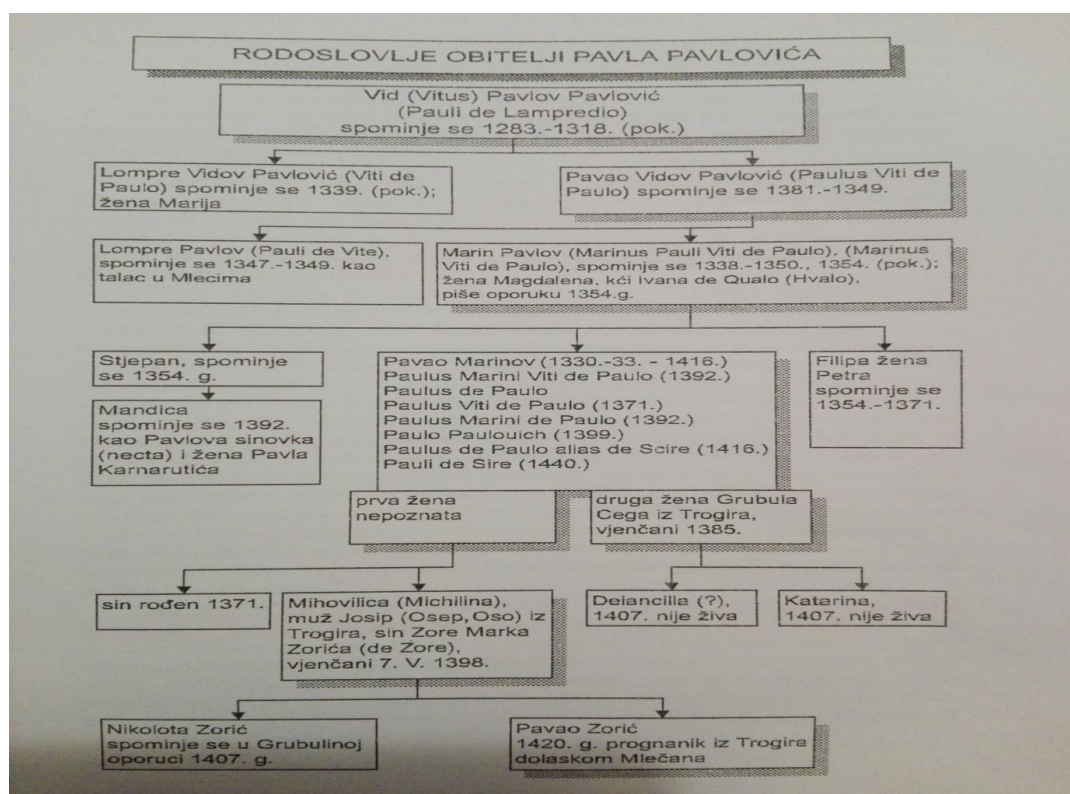 RODOSLOVLJE OBITELJI PAVLA PAVLOVIĆA
Vid (Vitus) Pavlov Pavlović
(Pauli de Lampredio)
spominje se 1283.-1318. (pok.)
Lompre Vidov Pavlović (Viti de
Paulo) spominje se 1339. (pok.);
žena Marija
Pavao Vidov Pavlović (Paulus Viti de
Paulo) spominje se 1381.-1349.
Lompre Pavlov (Pauli de Vite),
spominje se 1347.-1349. kao
talac u Mlecima
Marin Pavlov (Marinus Pauli Viti de Paulo), (Marinus
Viti de Paulo), spominje se 1338.-1350., 1354. (pok.);
žena Magdalena, kći Ivana de Qualo (Hvalo),
piše oporuku 1354.g.
Stjepan, spominje
se 1354. g.
Mandica
spominje se 1392.
kao Pavlova sinovka
(necta) i žena Pavla
Karnarutića
Pavao Marinov (1330.-33. - 1416.)
Paulus Marini Viti de Paulo (1392.)
Paulus de Paulo
Paulus Viti de Paulo (1371.)
Paulus Marini de Paulo (1392.)
Paulo Paulouich (1399.)
Paulus de Paulo alias de Scire (1416.)
Pauli de Sire (1440.)
Filipa žena
Petra
spominje se
1354.-1371.
prva žena
nepoznata
druga žena Grubula
Cega iz Trogira,
vjenčani 1385.
sin rođen 1371.
Mihovilica (Michilina),
muž Josip (Osep,Oso) iz
Trogira, sin Zore Marka
Zorića (de Zore),
vjenčani 7. V. 1398.
Deiancilla (?),
1407. nije živa
Katarina,
1407. nije živa
Nikolota Zorić
spominje se u Grubulinoj
oporuci 1407. g.
Pavao Zorić
1420. g. prognanik iz Trogira
dolaskom Mlečana